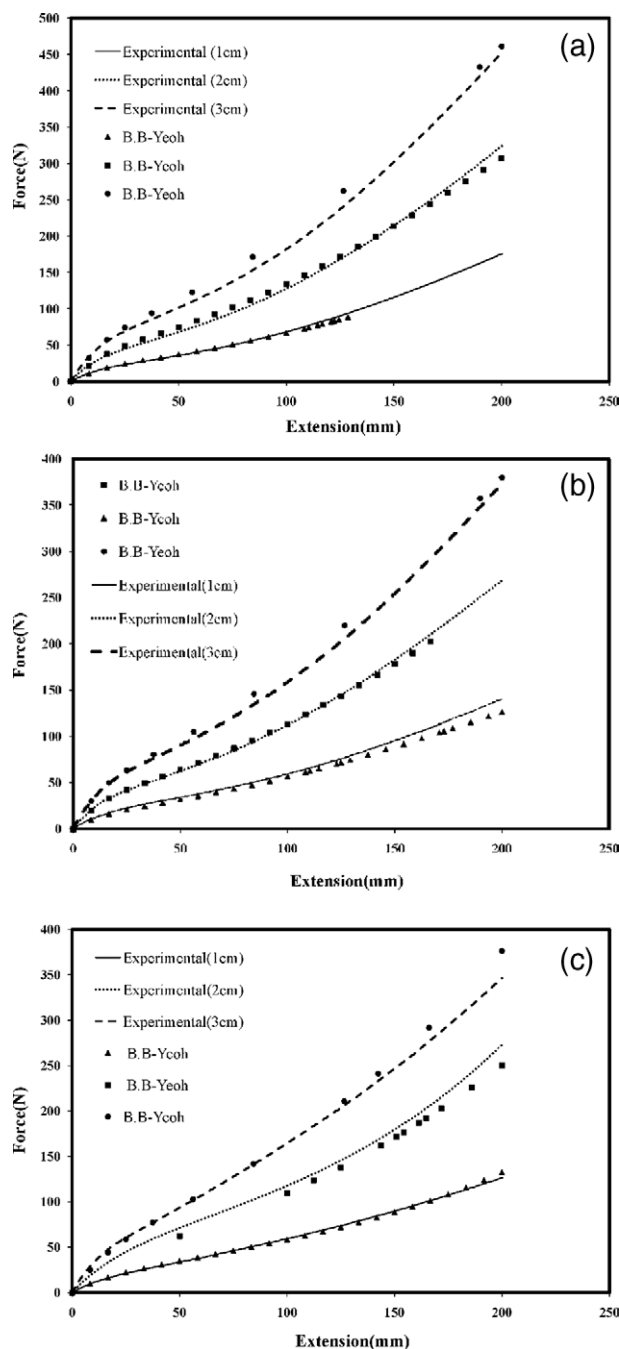 (a)
500
450
400
350
300
250
200
150
100
50
0
Force(N)
Experimental (1cm)
Experimental (2cm)
Experimental (3cm)
B.B-Yeoh
B.B-Yeoh
B.B-Yeoh
0 50 100 150 200 250
Extension(mm)
(b)
400
350
300
250
200
150
100
50
0
Force(N)
B.B-Yeoh
B.B-Yeoh
B.B-Yeoh
Experimental(1cm)
Experimental(2cm)
Experimental(3cm)
0 50 100 150 200 250
Extension(mm)
(c)
400
350
300
250
200
150
100
50
0
Force(N)
Experimental(1cm)
Experimental(2cm)
Experimental(3cm)
B.B-Yeoh
B.B-Yeoh
B.B-Yeoh
0 50 100 150 200 250
Extension(mm)